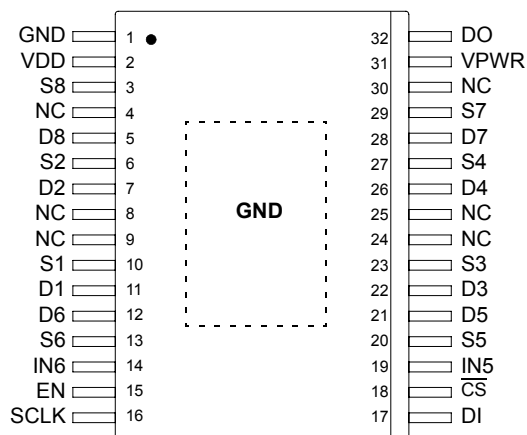 GND 1 32 DO
VDD 2 31 VPWR
S8 3 30 NC
NC 4 29 S7
D8 5 28 D7
S2 6 27 S4
D2 7 26 D4
NC 8 25 NC
GND
NC 9 24 NC
S1 10 23 S3
D1 11 22 D3
D6 12 21 D5
S6 13 20 S5
IN6 14 19 IN5
EN 15 18 C̅S̅
SCLK 16 17 DI